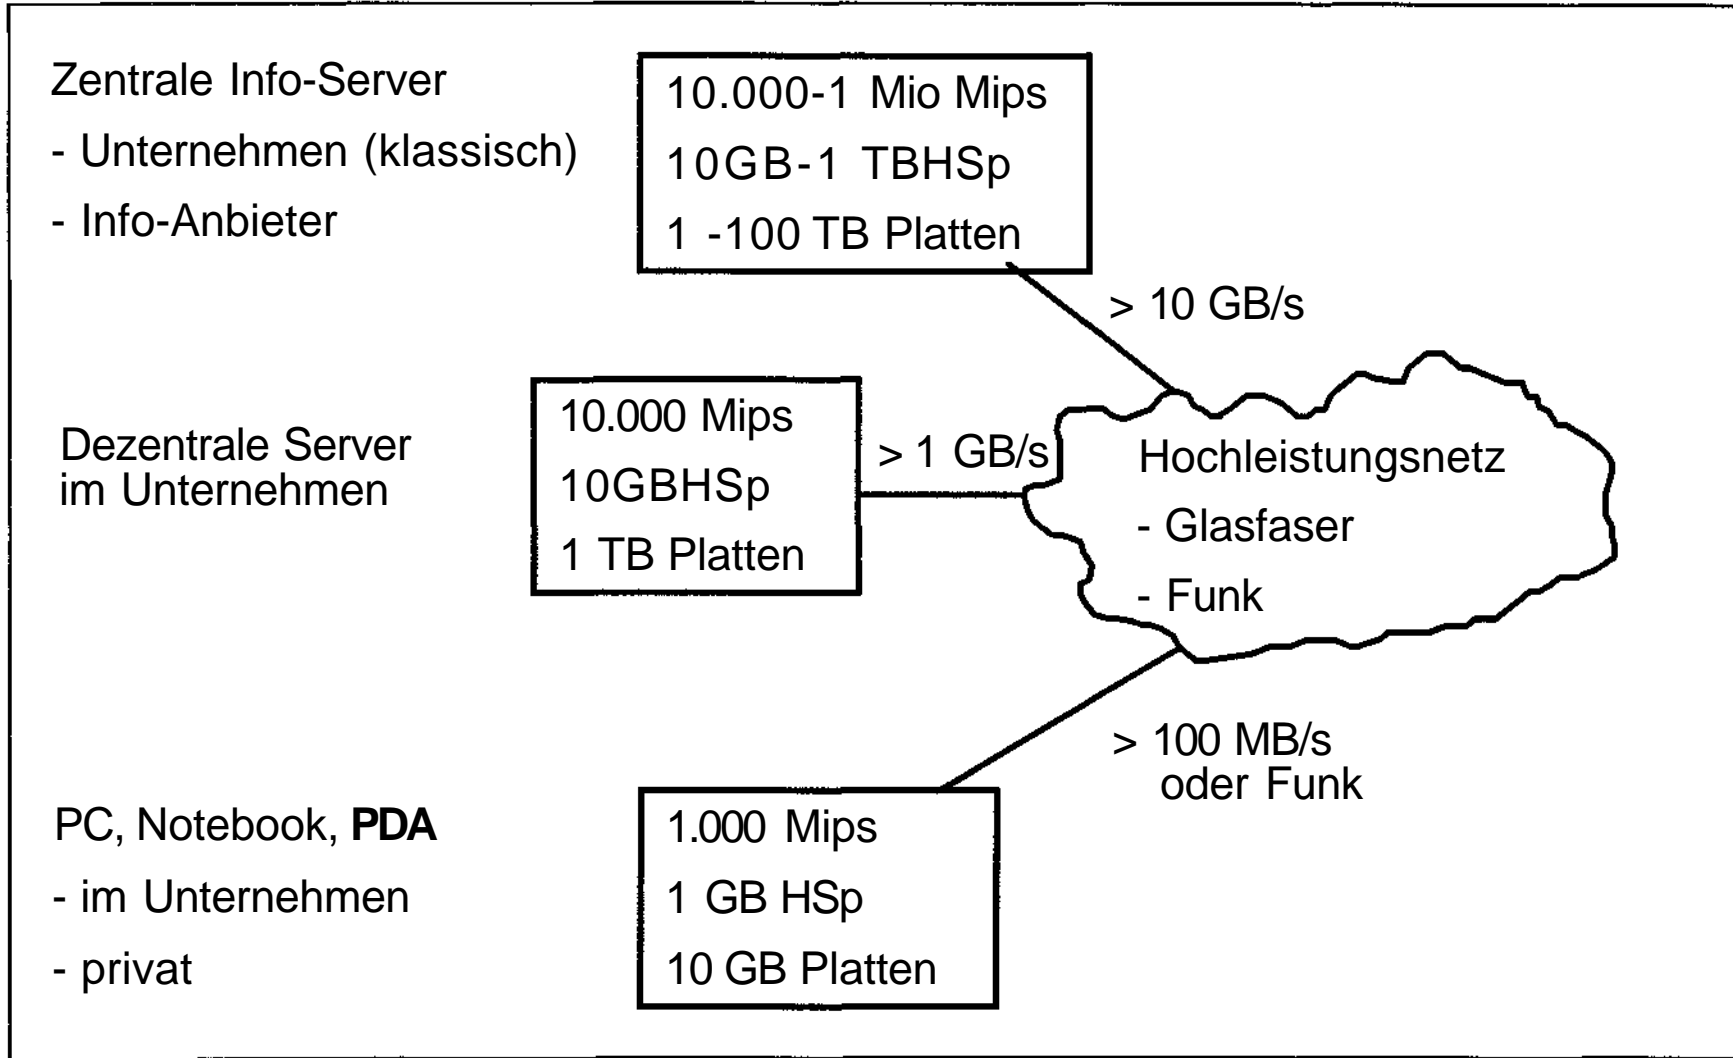 Zentrale Info-Server
- Unternehmen (klassisch)
- Info-Anbieter
10.000-1 Mio Mips
10GB-1 TBHSp
1 -100 TB Platten
> 10 GB/s
Dezentrale Server
im Unternehmen
10.000 Mips
10GBHSp
1 TB Platten
> 1 GB/s
Hochleistungsnetz
- Glasfaser
- Funk
> 100 MB/s
oder Funk
PC, Notebook, PDA
- im Unternehmen
- privat
1.000 Mips
1 GB HSp
10 GB Platten